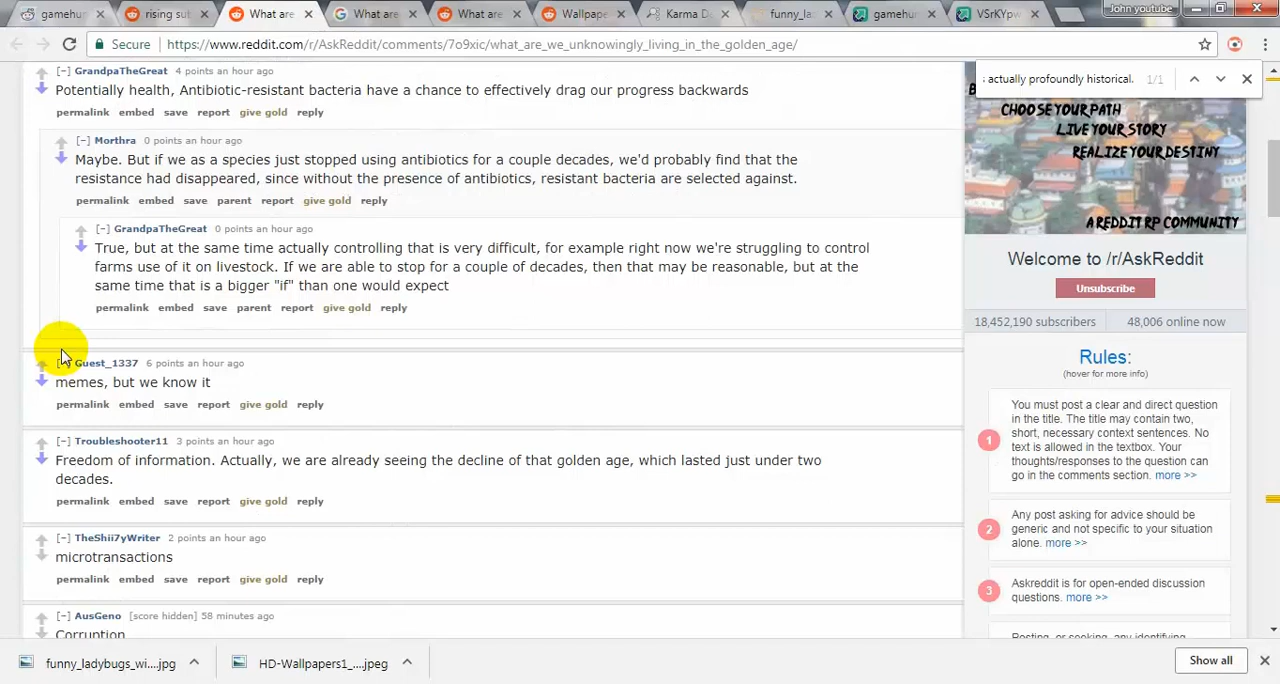 John youtube
rising sut
What are
What are
What are
Wallpape
Karma D
funny_la
gamehur
VSrKYpw
Secure
https://www.reddit.com/r/AskReddit/comments/7o9xic/what_are_we_unknowingly_living_in_the_golden_age/
actually profoundly historical. 1/1
[–] GrandpaTheGreat 4 points an hour ago
Potentially health, Antibiotic-resistant bacteria have a chance to effectively drag our progress backwards
permalink embed save report give gold reply
[–] Morthra 0 points an hour ago
Maybe. But if we as a species just stopped using antibiotics for a couple decades, we'd probably find that the
resistance had disappeared, since without the presence of antibiotics, resistant bacteria are selected against.
permalink embed save parent report give gold reply
[–] GrandpaTheGreat 0 points an hour ago
True, but at the same time actually controlling that is very difficult, for example right now we're struggling to control
farms use of it on livestock. If we are able to stop for a couple of decades, then that may be reasonable, but at the
same time that is a bigger "if" than one would expect
permalink embed save parent report give gold reply
Guest_1337 6 points an hour ago
memes, but we know it
permalink embed save report give gold reply
[–] Troubleshooter11 3 points an hour ago
Freedom of information. Actually, we are already seeing the decline of that golden age, which lasted just under two
decades.
permalink embed save report give gold reply
[–] TheShii7yWriter 2 points an hour ago
microtransactions
permalink embed save report give gold reply
[–] AusGeno [score hidden] 58 minutes ago
Corruption
CHOOSE YOUR PATH
LIVE YOUR STORY
REALIZE YOUR DESTINY
A REDDIT RP COMMUNITY
Welcome to /r/AskReddit
Unsubscribe
18,452,190 subscribers 48,006 online now
Rules:
(hover for more info)
1
You must post a clear and direct question
in the title. The title may contain two,
short, necessary context sentences. No
text is allowed in the textbox. Your
thoughts/responses to the question can
go in the comments section. more >>
2
Any post asking for advice should be
generic and not specific to your situation
alone. more >>
3
Askreddit is for open-ended discussion
questions. more >>
Posting, or seeking, any identifying
funny_ladybugs_wi....jpg
HD-Wallpapers1_....jpeg
Show all